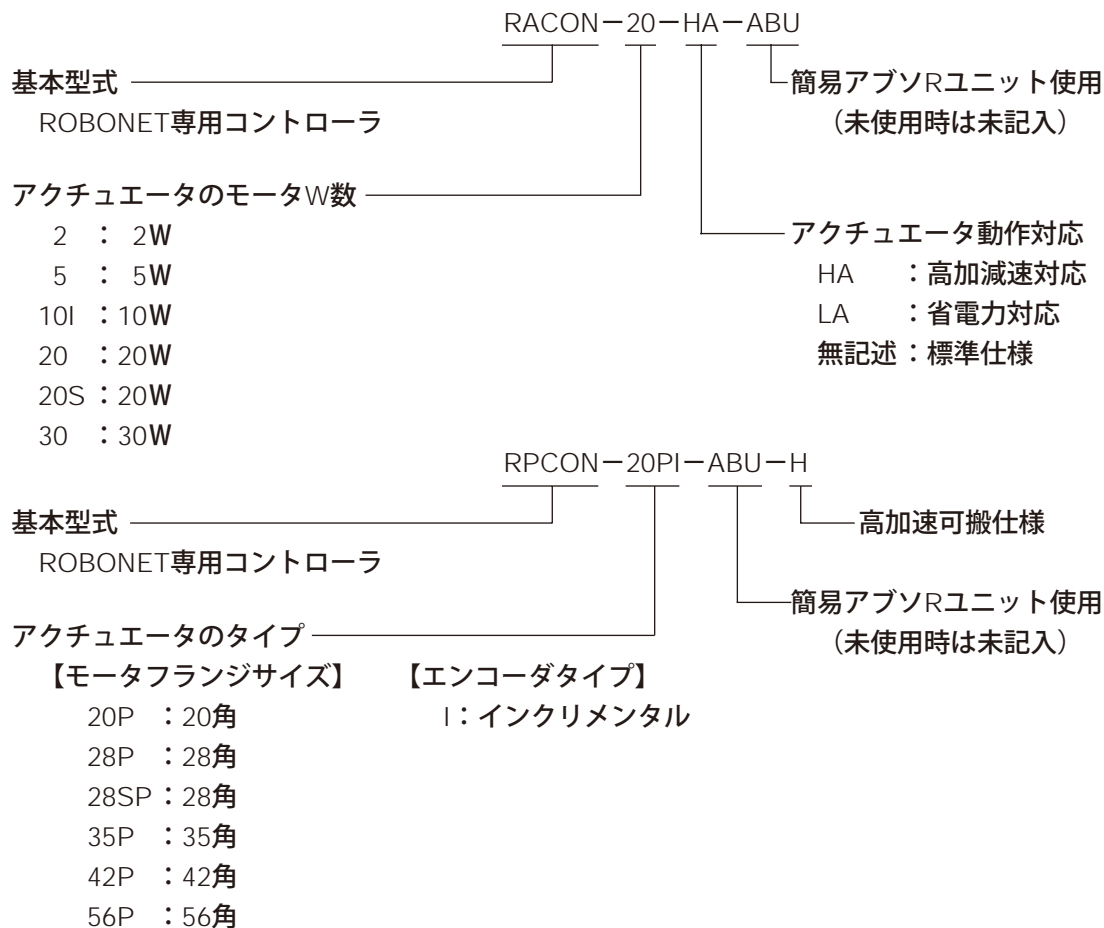 RACON－20－HA－ABU
基本型式
ROBONET専用コントローラ
簡易アブソRユニット使用
（未使用時は未記入）
アクチュエータのモータW数
2 ： 2W
5 ： 5W
10I ：10W
20 ：20W
20S ：20W
30 ：30W
アクチュエータ動作対応
HA ：高加減速対応
LA ：省電力対応
無記述：標準仕様
RPCON－20PI－ABU－H
基本型式
ROBONET専用コントローラ
高加速可搬仕様
簡易アブソRユニット使用
（未使用時は未記入）
アクチュエータのタイプ
【モータフランジサイズ】 【エンコーダタイプ】
20P ：20角 I：インクリメンタル
28P ：28角
28SP：28角
35P ：35角
42P ：42角
56P ：56角